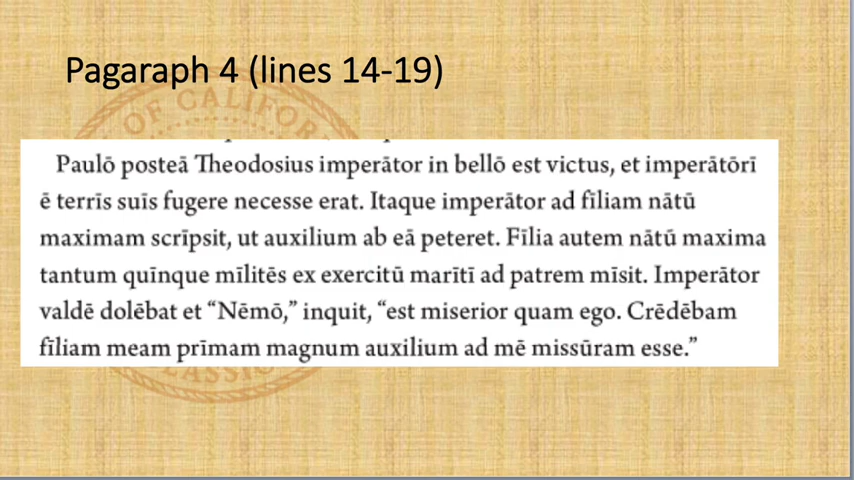 Pagaraph 4 (lines 14-19)
OF CALIFOR
Paulō posteā Theodosius imperātor in bellō est victus, et imperātōrī
ē terrīs suīs fugere necesse erat. Itaque imperātor ad fīliam nātū
maximam scrīpsit, ut auxilium ab eā peteret. Fīlia autem nātū maxima
tantum quīnque mīlitēs ex exercitū marītī ad patrem mīsit. Imperātor
valdē dolēbat et “Nēmō,” inquit, “est miserior quam ego. Crēdēbam
fīliam meam prīmam magnum auxilium ad mē missūram esse.”
CLASSIC